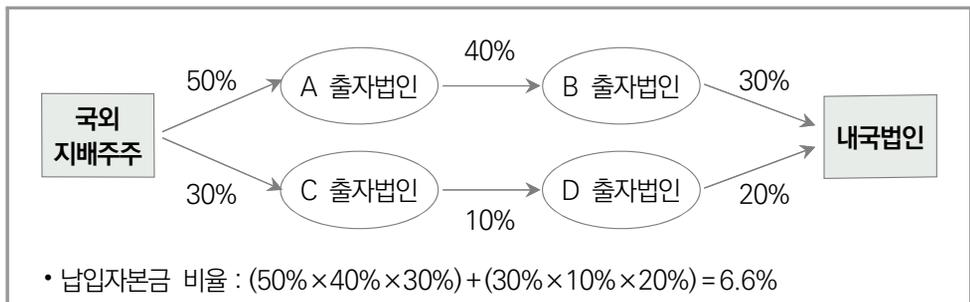 40%
50%
A 출자법인
B 출자법인
30%
국외
지배주주
내국법인
30%
C 출자법인
D 출자법인
20%
10%
• 납입자본금 비율 : (50%×40%×30%)+(30%×10%×20%)=6.6%